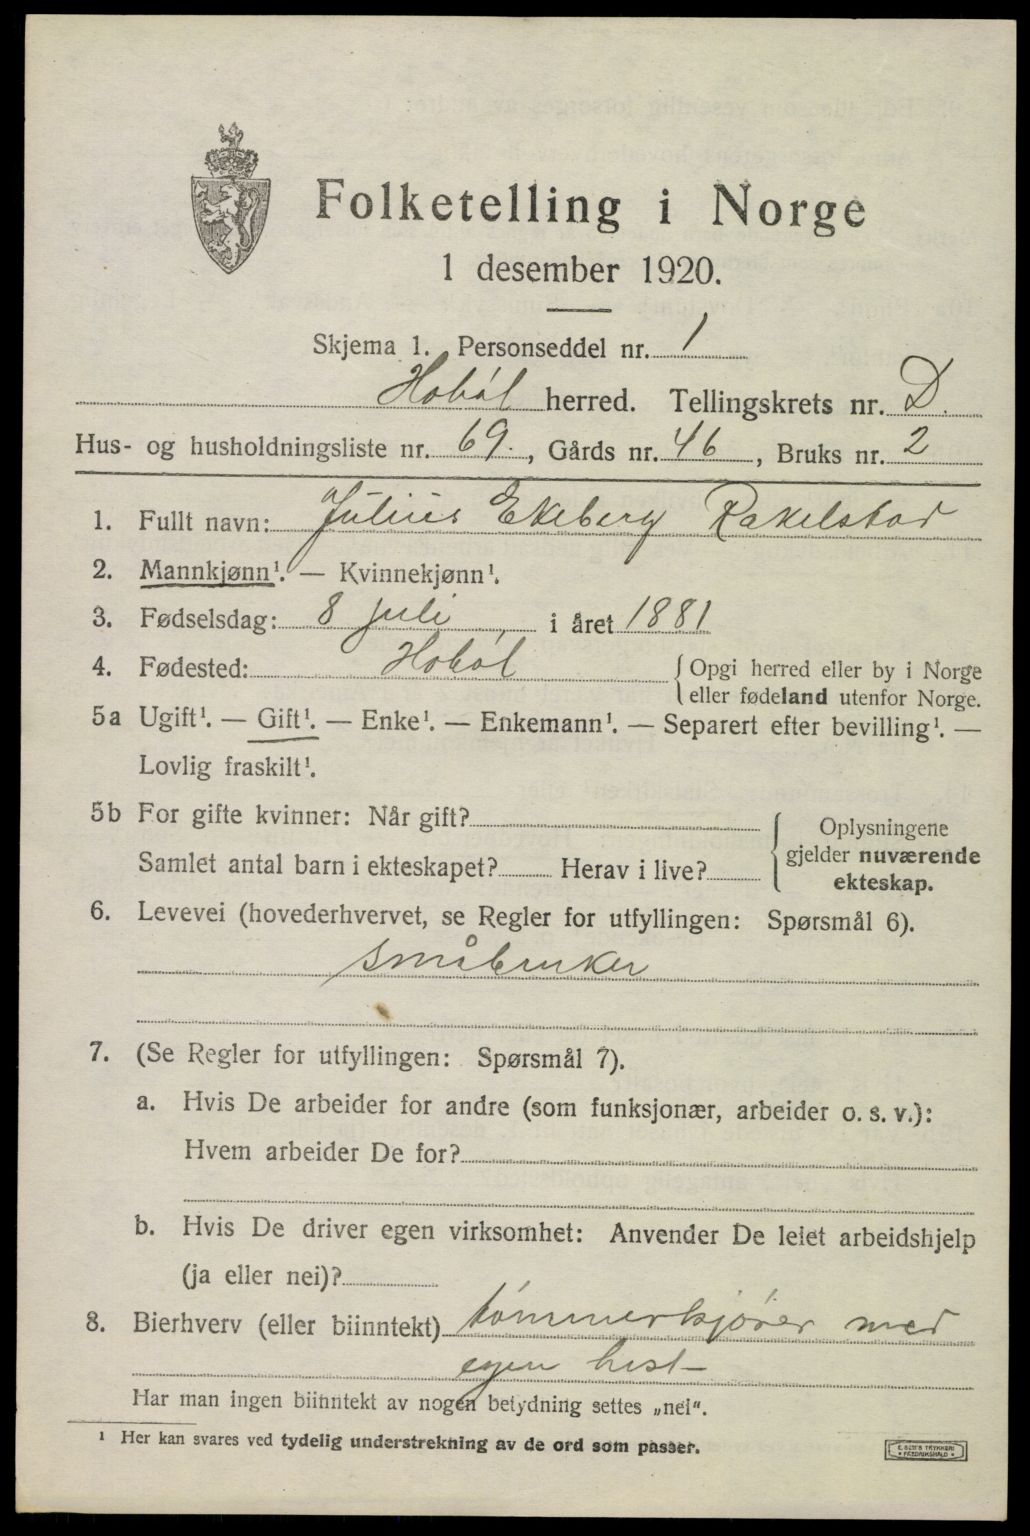 Folketelling i Norge
1 desember 1920.
Skjema 1. Personseddel nr. 1
Hobøl herred. Tellingskrets nr. D.
Hus- og husholdningsliste nr. 69., Gårds nr. 46, Bruks nr. 2
1. Fullt navn: Julius Ekeberg Rakelstad
2. Mannkjønn¹. — Kvinnekjønn¹.
3. Fødselsdag: 8 juli, i året 1881
4. Fødested: Hobøl {Opgi herred eller by i Norge
eller fødeland utenfor Norge.
5a Ugift¹. — Gift¹. — Enke¹. — Enkemann¹. — Separert efter bevilling¹. —
Lovlig fraskilt¹.
5b For gifte kvinner: Når gift?
Samlet antal barn i ekteskapet? Herav i live?
{Oplysningene
gjelder nuværende
ekteskap.
6. Levevei (hovederhvervet, se Regler for utfyllingen: Spørsmål 6).
småbruker
7. (Se Regler for utfyllingen: Spørsmål 7).
a. Hvis De arbeider for andre (som funksjonær, arbeider o. s. v.):
Hvem arbeider De for?
b. Hvis De driver egen virksomhet: Anvender De leiet arbeidshjelp
(ja eller nei)?
8. Bierhverv (eller biinntekt) tømmerkjører med
egen hest
Har man ingen biinntekt av nogen betydning settes „nei".
¹ Her kan svares ved tydelig understrekning av de ord som passer.
E. SEM'S TRYKKERI
FREDRIKSHALD